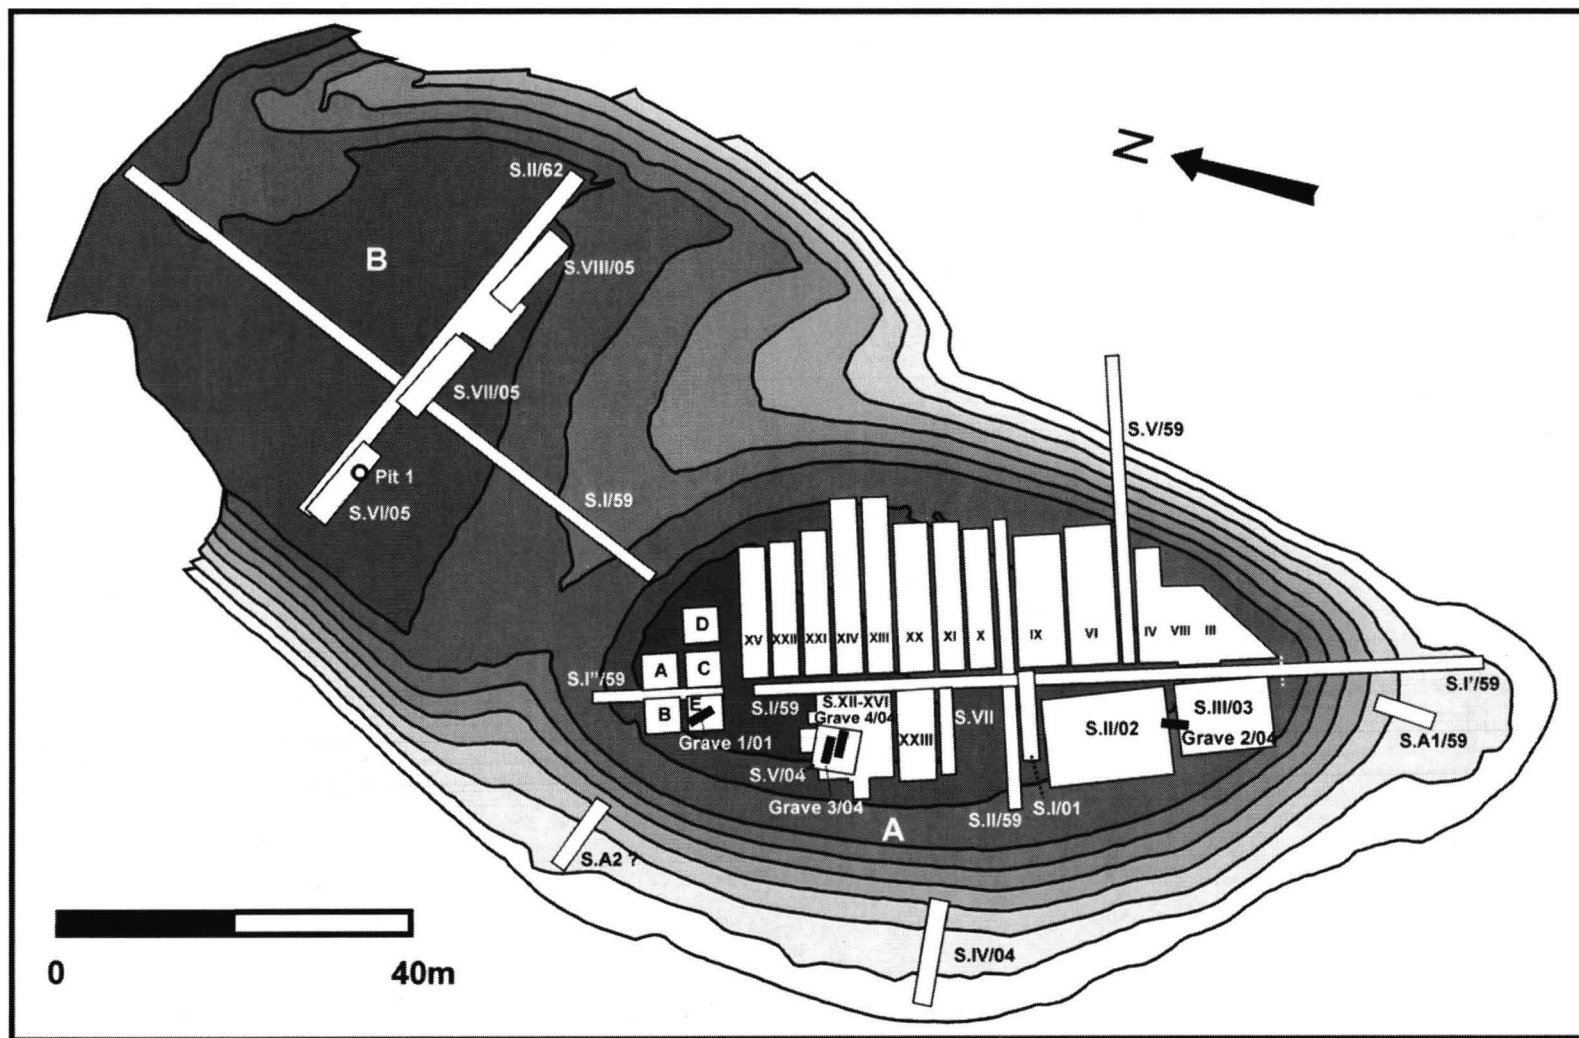 N
S.II/62
B
S.VIII/05
S.VII/05
S.V/59
Pit 1
S.I/59
S.VI/05
D
XV XXII XXI XIV XIII XX XI X IX VI IV VIII III
A C
S.I''/59
S.I'/59
B E
S.I/59
S.XII-XVI
Grave 4/04
S.VII
S.II/02
S.III/03
Grave 1/01
XXIII
Grave 2/04
S.A1/59
S.V/04
Grave 3/04
S.II/59
S.I/01
A
S.A2 ?
S.IV/04
0 40m